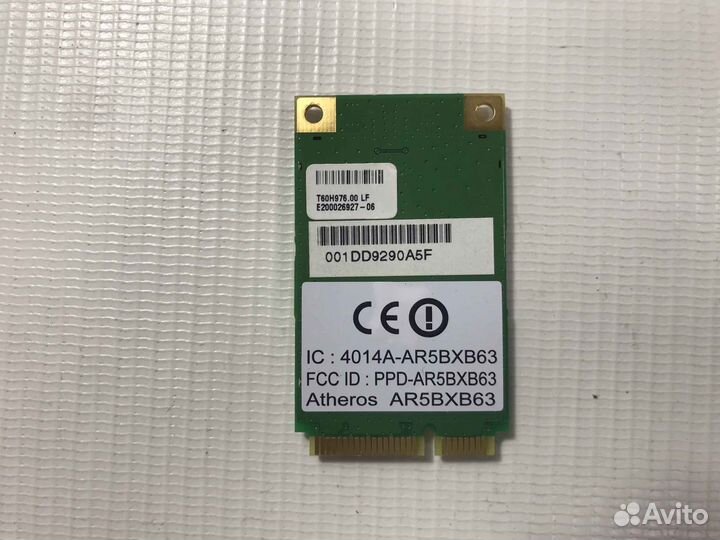 T60H976.00 LF
E200026927-06
001DD9290A5F
CE
IC : 4014A-AR5BXB63
FCC ID : PPD-AR5BXB63
Atheros AR5BXB63
Avito